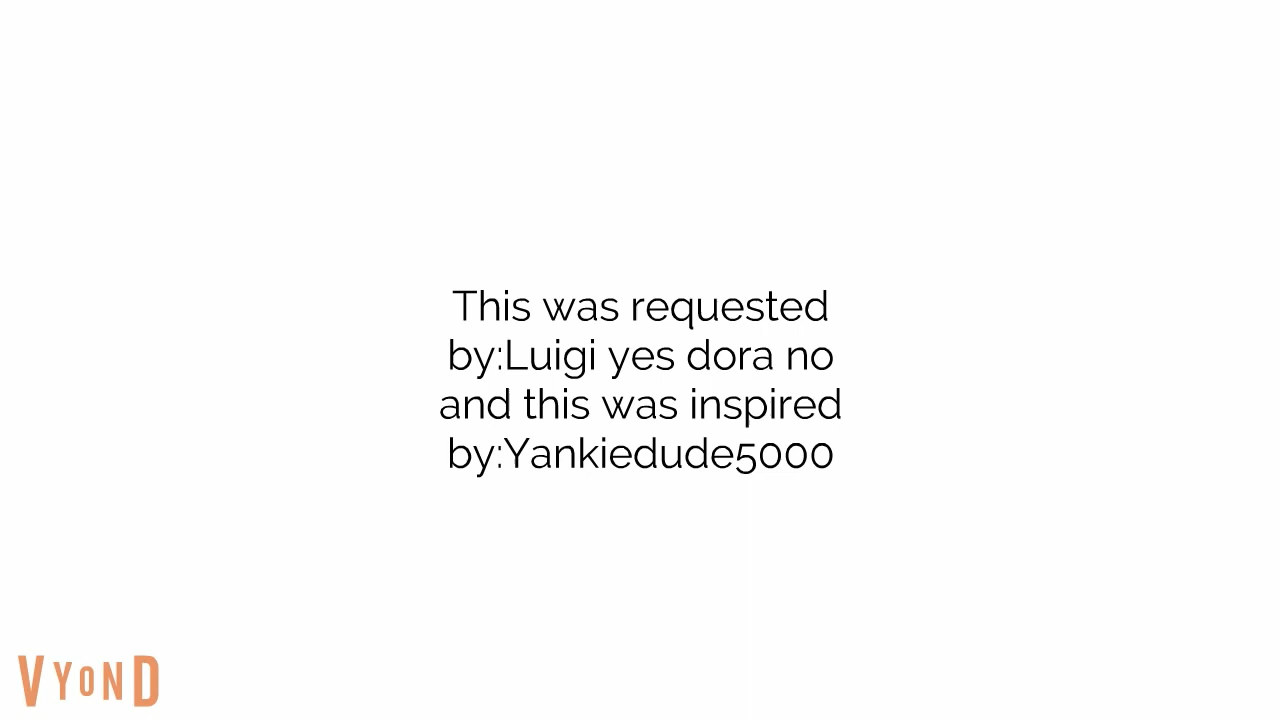 This was requested
by:Luigi yes dora no
and this was inspired
by:Yankiedude5000
VYOND